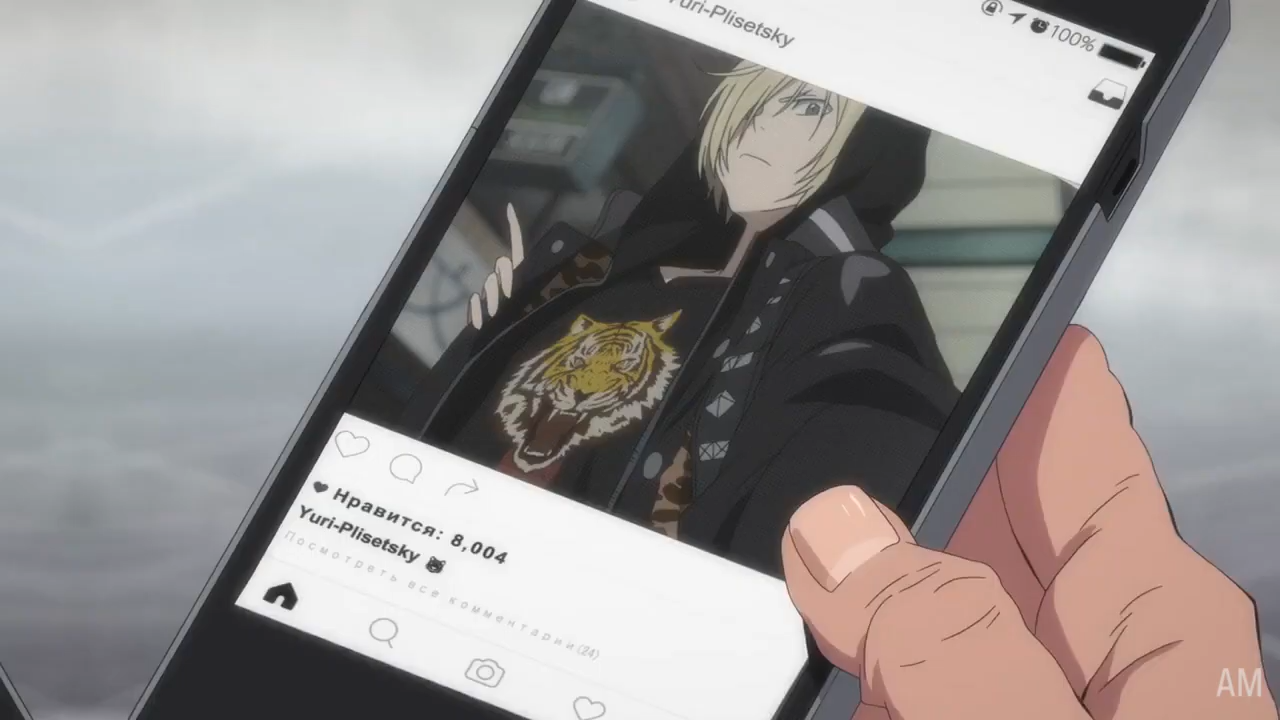 Yuri-Plisetsky
100%
Нравится: 8,004
Yuri-Plisetsky
Посмотреть все комментарии(24)
AM